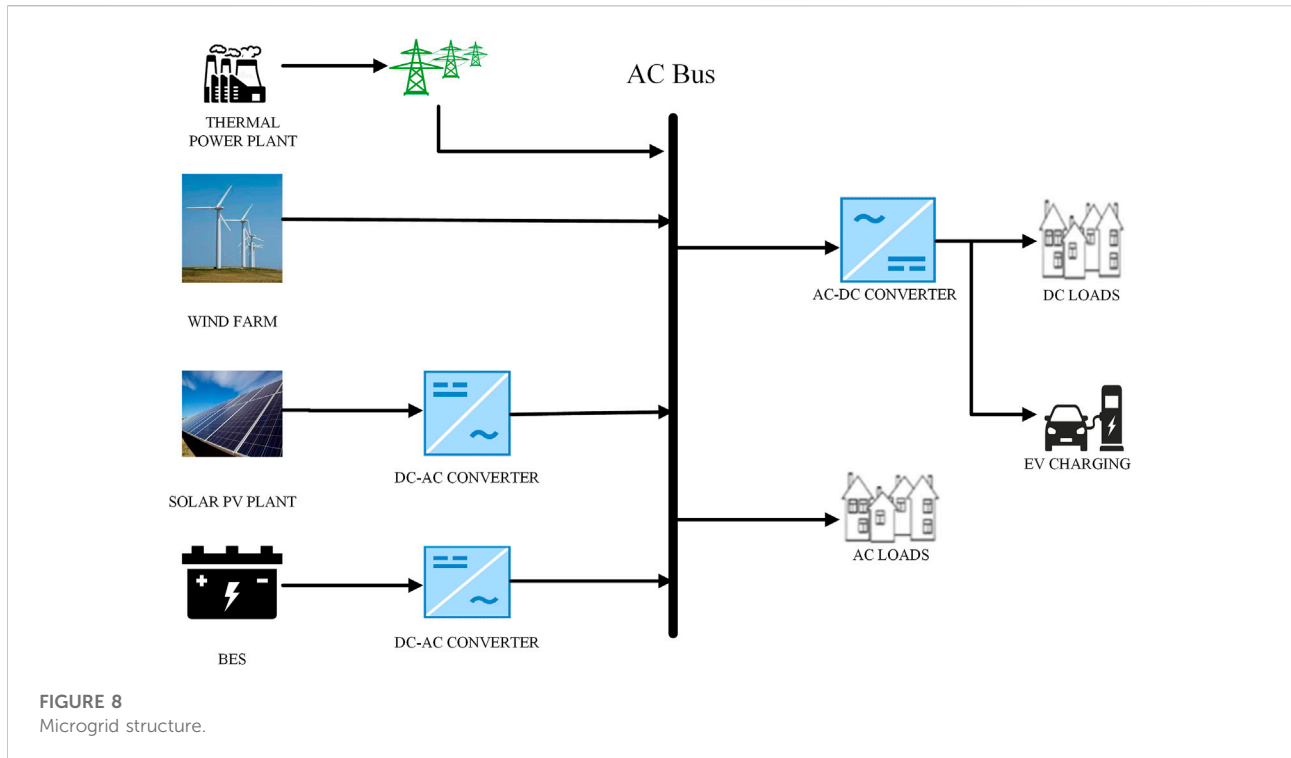 AC Bus
THERMAL
POWER PLANT
WIND FARM
AC-DC CONVERTER
DC LOADS
SOLAR PV PLANT
DC-AC CONVERTER
EV CHARGING
AC LOADS
BES
DC-AC CONVERTER
FIGURE 8
Microgrid structure.